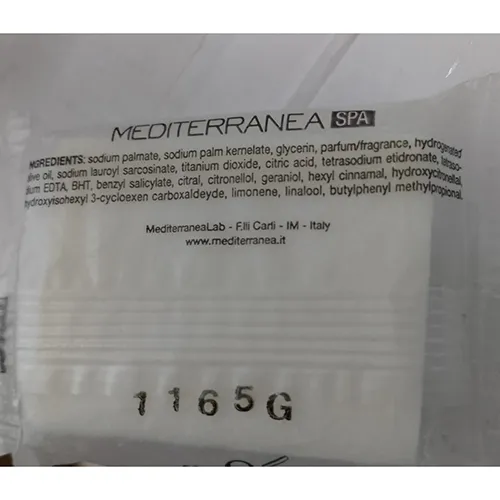 MEDITERRANEA SPA
INGREDIENTS: sodium palmate, sodium palm kernelate, glycerin, parfum/fragrance, hydrogenated
olive oil, sodium lauroyl sarcosinate, titanium dioxide, citric acid, tetrasodium etidronate, tetraso-
dium EDTA, BHT, benzyl salicylate, citral, citronellol, geraniol, hexyl cinnamal, hydroxycitronellal,
hydroxyisohexyl 3-cycloexen carboxaldeyde, limonene, linalool, butylphenyl methylpropional.
MediterraneaLab - F.lli Carli - IM - Italy
www.mediterranea.it
1165G